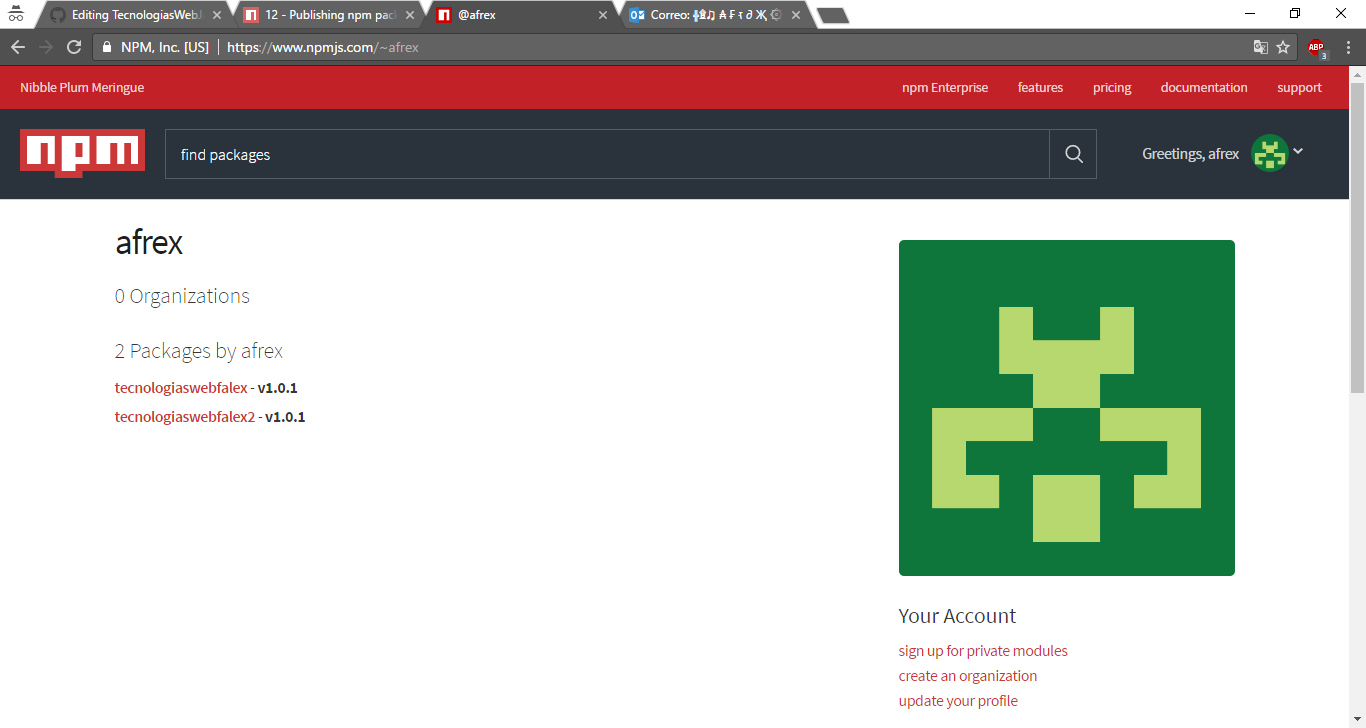 Editing TecnologiasWebJ
12 - Publishing npm pac
@afrex
Correo:
NPM, Inc. [US]
https://www.npmjs.com/~afrex
ABP
3
Nibble Plum Meringue
npm Enterprise
features
pricing
documentation
support
npm
find packages
Greetings, afrex
afrex
0 Organizations
2 Packages by afrex
tecnologiaswebfalex - v1.0.1
tecnologiaswebfalex2 - v1.0.1
Your Account
sign up for private modules
create an organization
update your profile